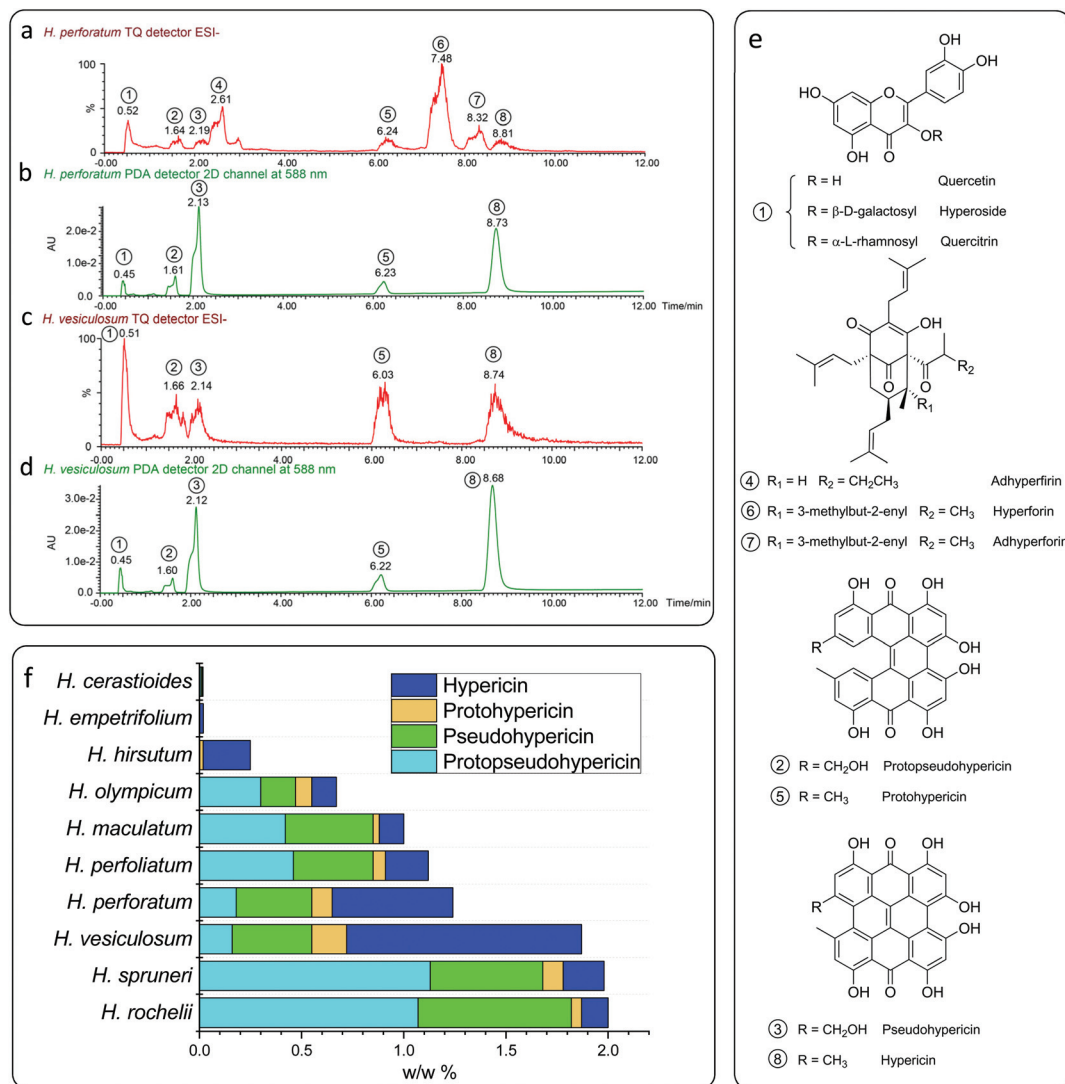 a H. perforatum TQ detector ESI-
100
%
-0.00 2.00 4.00 6.00 8.00 10.00 12.00
① 0.52
② 1.64
③ 2.19
④ 2.61
⑤ 6.24
⑥ 7.48
⑦ 8.32
⑧ 8.81
b H. perforatum PDA detector 2D channel at 588 nm
AU
2.0e-2
1.0e-2
0.0
-0.00 2.00 4.00 6.00 8.00 10.00 12.00 Time/min
① 0.45
② 1.61
③ 2.13
⑤ 6.23
⑧ 8.73
c H. vesiculosum TQ detector ESI-
100
%
0
-0.00 2.00 4.00 6.00 8.00 10.00 12.00
① 0.51
② 1.66
③ 2.14
⑤ 6.03
⑧ 8.74
d H. vesiculosum PDA detector 2D channel at 588 nm
AU
3.0e-2
2.0e-2
1.0e-2
0.0
-0.00 2.00 4.00 6.00 8.00 10.00 12.00 Time/min
① 0.45
② 1.60
③ 2.12
⑤ 6.22
⑧ 8.68
e
OH
OH
HO O
OR
OH O
①
R = H Quercetin
R = β-D-galactosyl Hyperoside
R = α-L-rhamnosyl Quercitrin
O OH
O O R₂
R₁
④ R₁ = H R₂ = CH₂CH₃ Adhyperfirin
⑥ R₁ = 3-methylbut-2-enyl R₂ = CH₃ Hyperforin
⑦ R₁ = 3-methylbut-2-enyl R₂ = CH₃ Adhyperforin
OH O OH
R OH
OH
OH O OH
② R = CH₂OH Protopseudohypericin
⑤ R = CH₃ Protohypericin
OH O OH
R OH
OH
OH O OH
③ R = CH₂OH Pseudohypericin
⑧ R = CH₃ Hypericin
f
Hypericin
Protohypericin
Pseudohypericin
Protopseudohypericin
H. cerastioides
H. empetrifolium
H. hirsutum
H. olympicum
H. maculatum
H. perfoliatum
H. perforatum
H. vesiculosum
H. spruneri
H. rochelii
0.0 0.5 1.0 1.5 2.0
w/w %